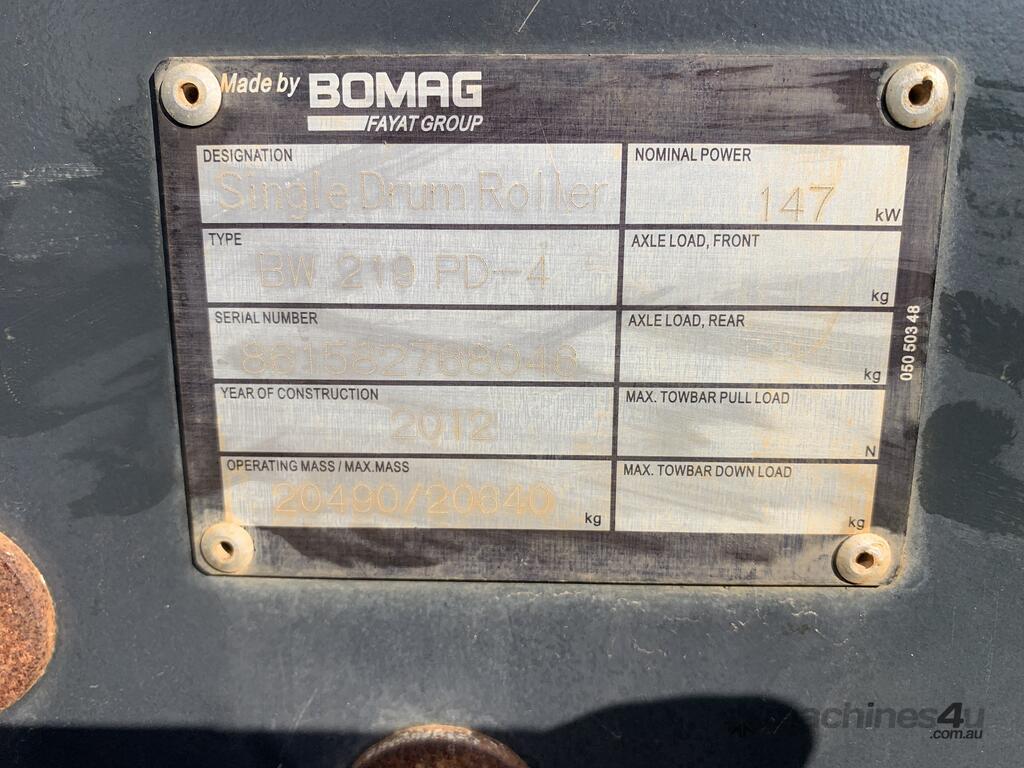 Made by BOMAG
FAYAT GROUP
DESIGNATION
Single Drum Roller
NOMINAL POWER
147 kW
TYPE
BW 219 PD-4
AXLE LOAD, FRONT
kg
SERIAL NUMBER
AXLE LOAD, REAR
kg
YEAR OF CONSTRUCTION
2012
MAX. TOWBAR PULL LOAD
N
OPERATING MASS / MAX.MASS
20490/20640 kg
MAX. TOWBAR DOWN LOAD
kg
050 503 48
machines4u
.com.au